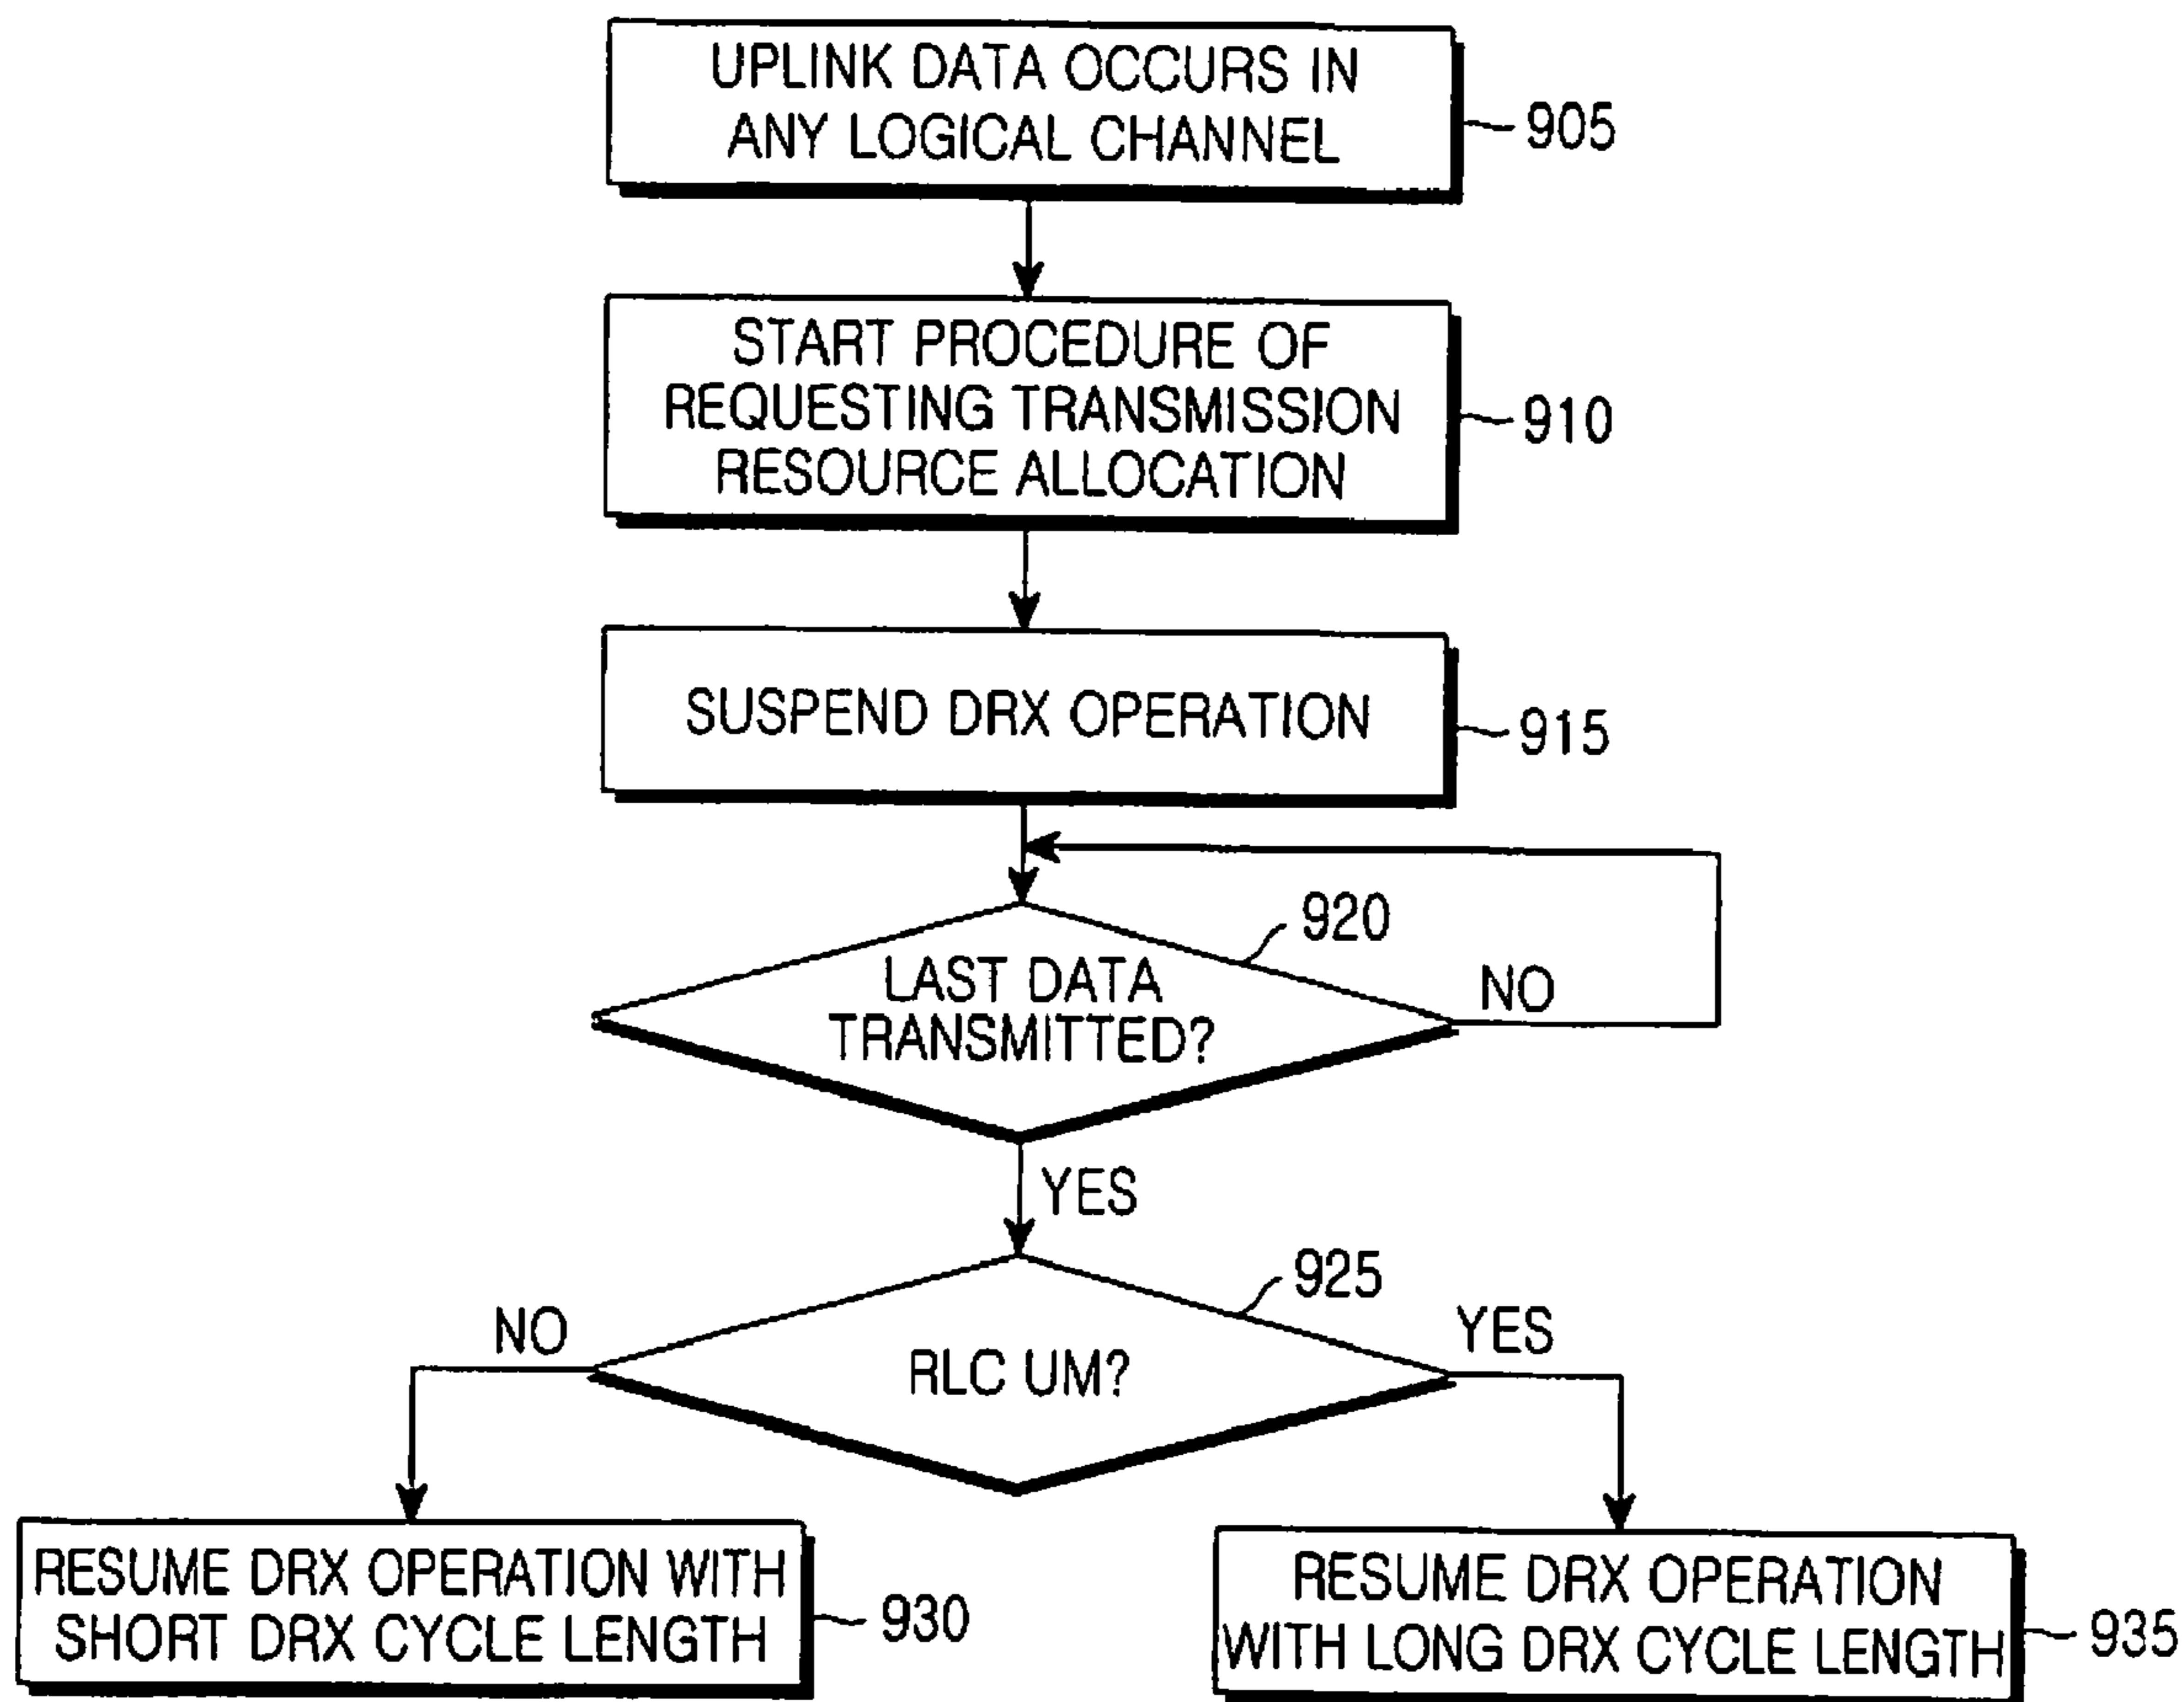 UPLINK DATA OCCURS IN
ANY LOGICAL CHANNEL
905
START PROCEDURE OF
REQUESTING TRANSMISSION
RESOURCE ALLOCATION
910
SUSPEND DRX OPERATION
915
920
LAST DATA
TRANSMITTED?
NO
YES
925
NO
RLC UM?
YES
RESUME DRX OPERATION WITH
SHORT DRX CYCLE LENGTH
930
RESUME DRX OPERATION
WITH LONG DRX CYCLE LENGTH
935